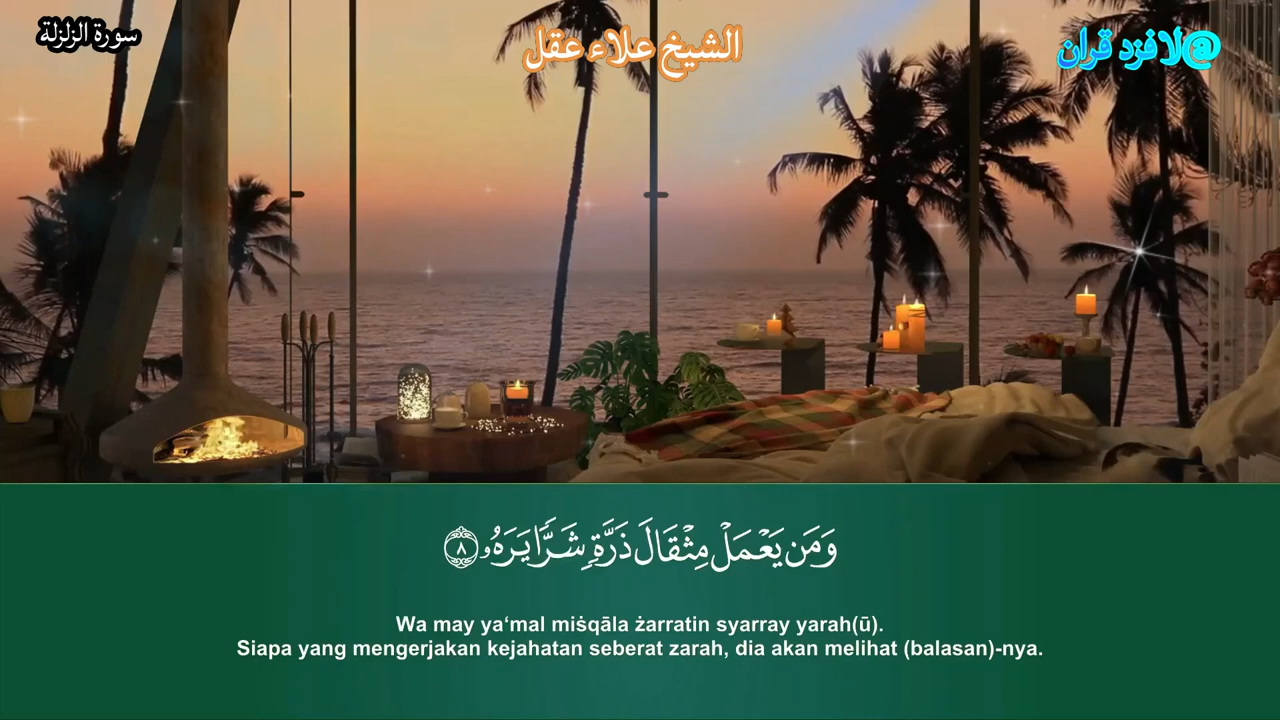 سورة الزلزلة
الشيخ علاء عقل
@لافزد قران
وَمَن يَعْمَلْ مِثْقَالَ ذَرَّةٍ شَرًّا يَرَهُۥ ٨
Wa may ya‘mal miṡqāla żarratin syarray yarah(ū).
Siapa yang mengerjakan kejahatan seberat zarah, dia akan melihat (balasan)-nya.